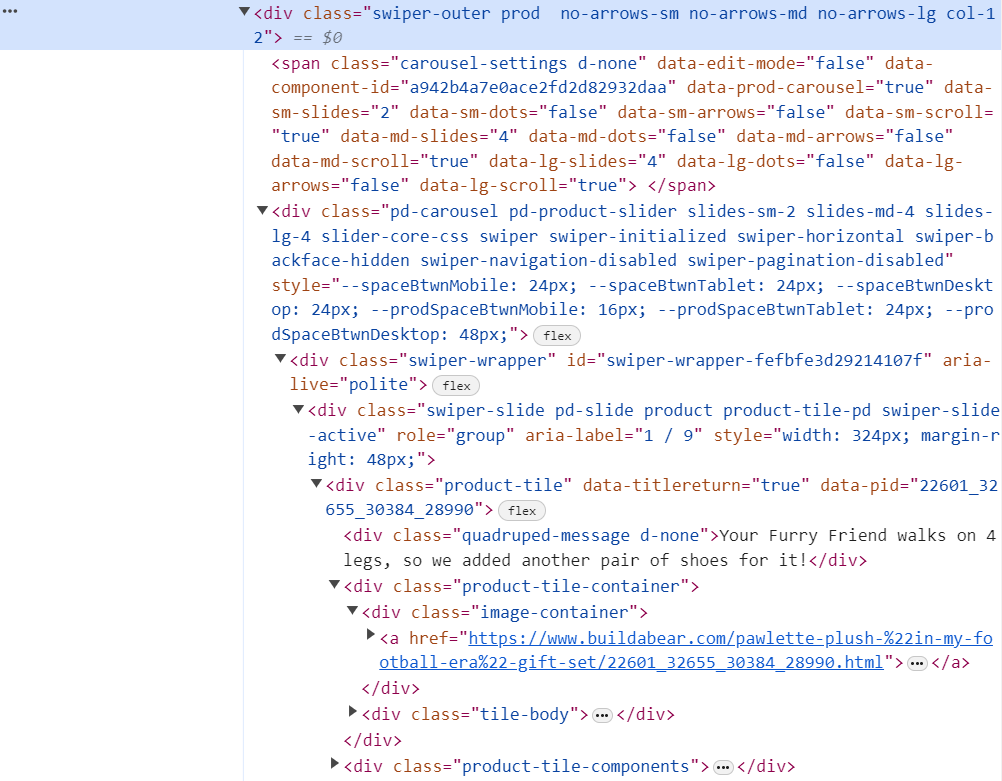 <div class="swiper-outer prod  no-arrows-sm no-arrows-md no-arrows-lg col-1
2"> == $0
<span class="carousel-settings d-none" data-edit-mode="false" data-
component-id="a942b4a7e0ace2fd2d82932daa" data-prod-carousel="true" data-
sm-slides="2" data-sm-dots="false" data-sm-arrows="false" data-sm-scroll=
"true" data-md-slides="4" data-md-dots="false" data-md-arrows="false"
data-md-scroll="true" data-lg-slides="4" data-lg-dots="false" data-lg-
arrows="false" data-lg-scroll="true"> </span>
<div class="pd-carousel pd-product-slider slides-sm-2 slides-md-4 slides-
lg-4 slider-core-css swiper swiper-initialized swiper-horizontal swiper-b
ackface-hidden swiper-navigation-disabled swiper-pagination-disabled"
style="--spaceBtwnMobile: 24px; --spaceBtwnTablet: 24px; --spaceBtwnDeskt
op: 24px; --prodSpaceBtwnMobile: 16px; --prodSpaceBtwnTablet: 24px; --pro
dSpaceBtwnDesktop: 48px;"> flex
<div class="swiper-wrapper" id="swiper-wrapper-fefbfe3d29214107f" aria-
live="polite"> flex
<div class="swiper-slide pd-slide product product-tile-pd swiper-slide
-active" role="group" aria-label="1 / 9" style="width: 324px; margin-r
ight: 48px;">
<div class="product-tile" data-titlereturn="true" data-pid="22601_32
655_30384_28990"> flex
<div class="quadruped-message d-none">Your Furry Friend walks on 4
legs, so we added another pair of shoes for it!</div>
<div class="product-tile-container">
<div class="image-container">
<a href="https://www.buildabear.com/pawlette-plush-%22in-my-fo
otball-era%22-gift-set/22601_32655_30384_28990.html">…</a>
</div>
<div class="tile-body">…</div>
</div>
<div class="product-tile-components">…</div>